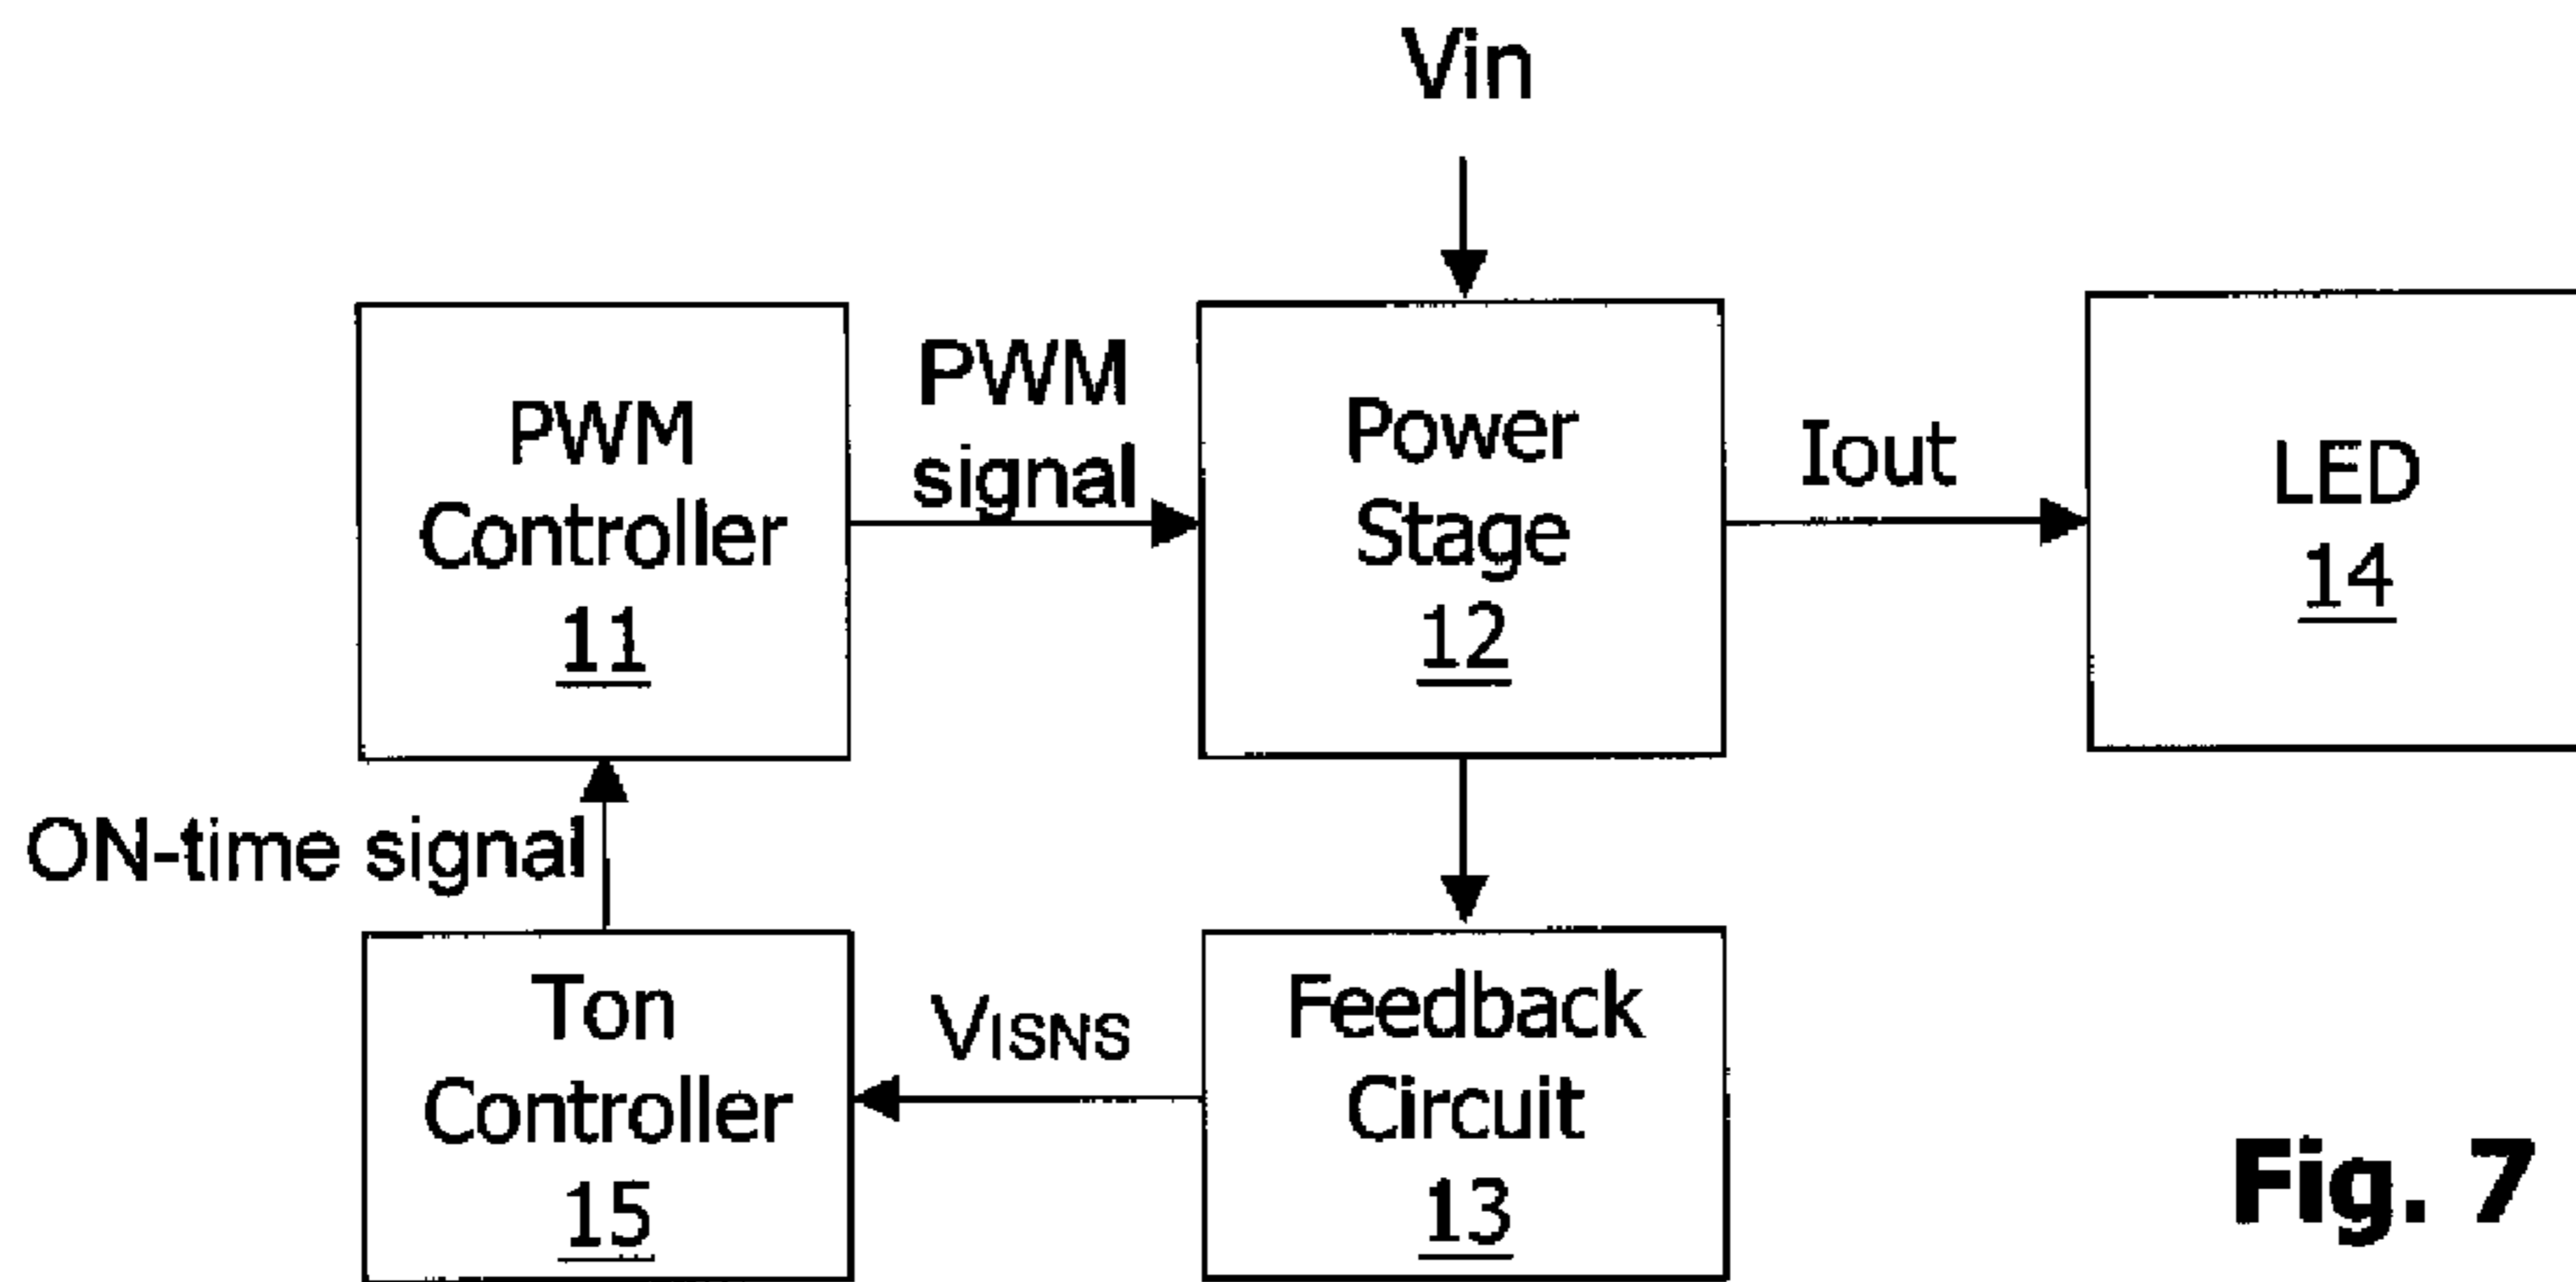 Vin
PWM
Controller
11
PWM
signal
Power
Stage
12
Iout
LED
14
ON-time signal
Ton
Controller
15
VISNS
Feedback
Circuit
13
Fig. 7